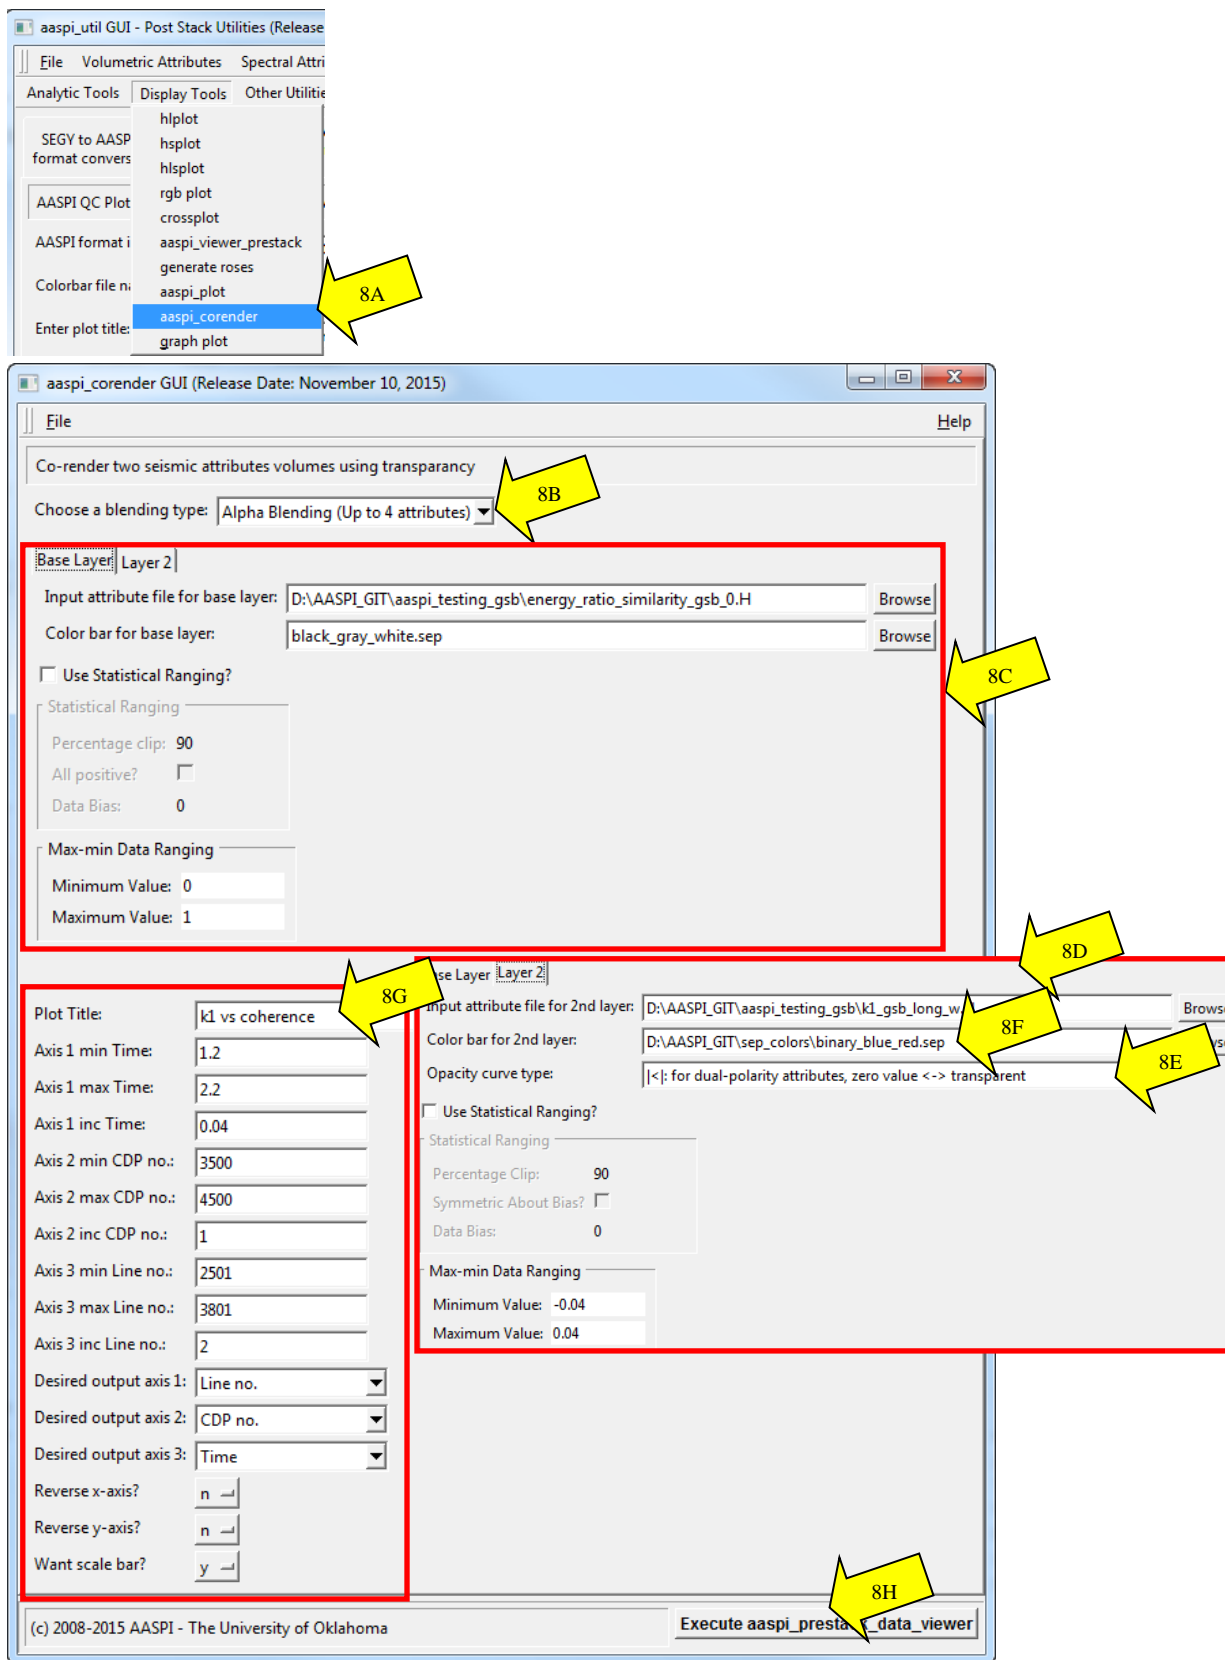 aaspi_util GUI - Post Stack Utilities (Release
File Volumetric Attributes Spectral Attri
Analytic Tools Display Tools Other Utilitie
hlplot
SEGY to AASP
hsplot
format convers
hlsplot
rgb plot
AASPI QC Plot
crossplot
AASPI format i
aaspi_viewer_prestack
generate roses
Colorbar file n
aaspi_plot
8A
aaspi_corender
Enter plot title:
graph plot
aaspi_corender GUI (Release Date: November 10, 2015)
File Help
Co-render two seismic attributes volumes using transparancy
8B
Choose a blending type: Alpha Blending (Up to 4 attributes)
Base Layer Layer 2
Input attribute file for base layer: D:\AASPI_GIT\aaspi_testing_gsb\energy_ratio_similarity_gsb_0.H Browse
Color bar for base layer: black_gray_white.sep Browse
Use Statistical Ranging?
8C
Statistical Ranging
Percentage clip: 90
All positive?
Data Bias: 0
Max-min Data Ranging
Minimum Value: 0
Maximum Value: 1
8D
ase Layer Layer 2
Input attribute file for 2nd layer: D:\AASPI_GIT\aaspi_testing_gsb\k1_gsb_long_w Brows
8F
Color bar for 2nd layer: D:\AASPI_GIT\sep_colors\binary_blue_red.sep
8E
Opacity curve type: |<|: for dual-polarity attributes, zero value <-> transparent
Use Statistical Ranging?
Statistical Ranging
Percentage Clip: 90
Symmetric About Bias?
Data Bias: 0
Max-min Data Ranging
Minimum Value: -0.04
Maximum Value: 0.04
8G
Plot Title: k1 vs coherence
Axis 1 min Time: 1.2
Axis 1 max Time: 2.2
Axis 1 inc Time: 0.04
Axis 2 min CDP no.: 3500
Axis 2 max CDP no.: 4500
Axis 2 inc CDP no.: 1
Axis 3 min Line no.: 2501
Axis 3 max Line no.: 3801
Axis 3 inc Line no.: 2
Desired output axis 1: Line no.
Desired output axis 2: CDP no.
Desired output axis 3: Time
Reverse x-axis? n
Reverse y-axis? n
Want scale bar? y
8H
(c) 2008-2015 AASPI - The University of Oklahoma Execute aaspi_prestack_data_viewer